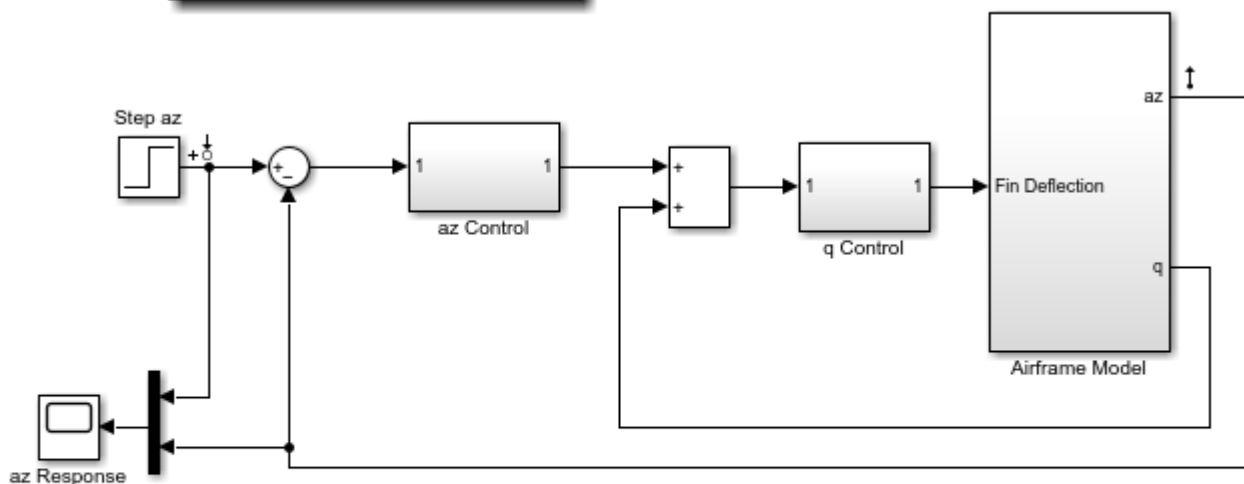 Step az
+
+
−
1
1
az Control
+
+
1
1
q Control
az
Fin Deflection
q
Airframe Model
az Response